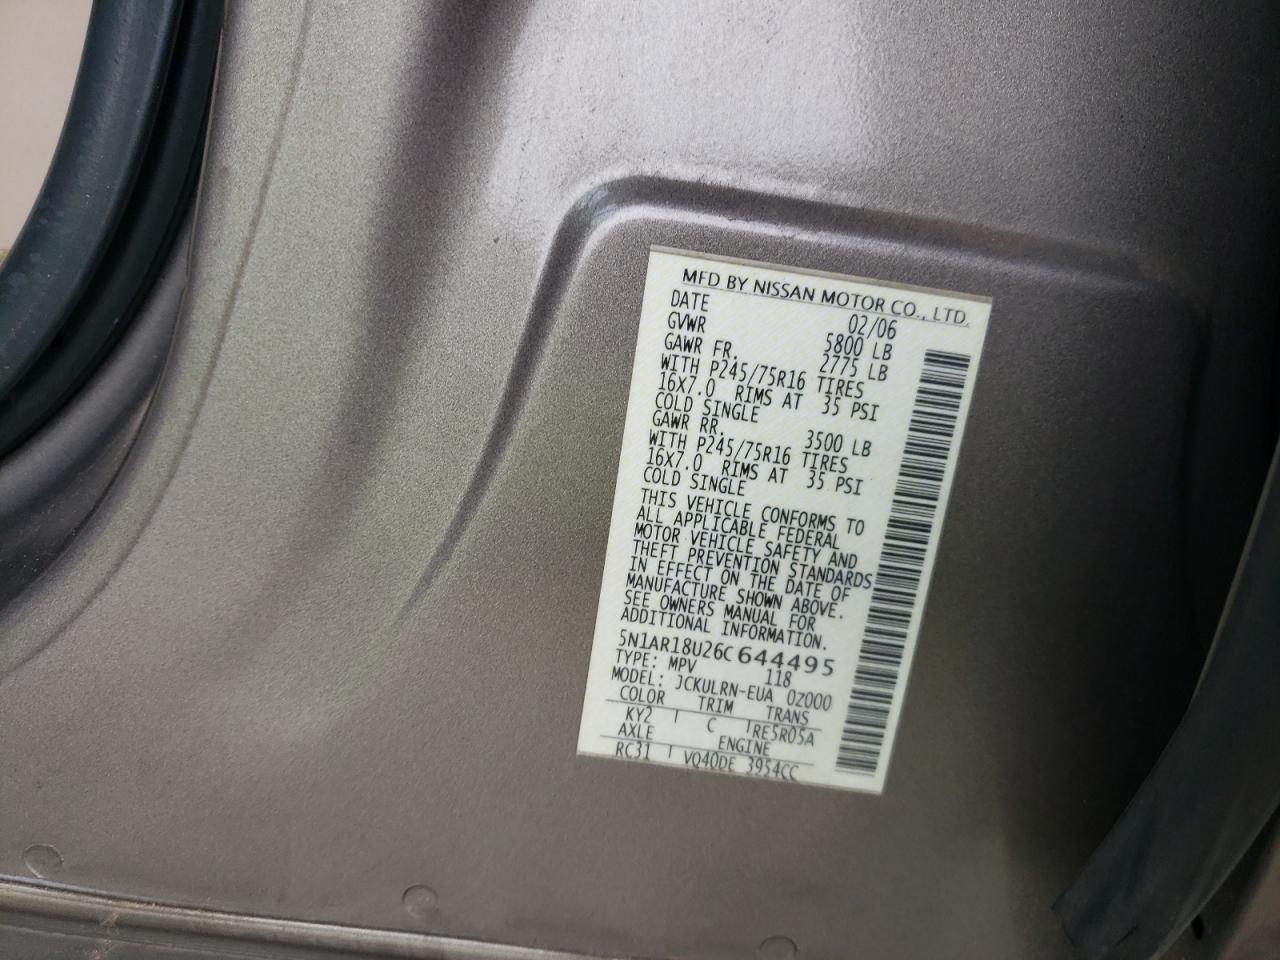 MFD BY NISSAN MOTOR CO., LTD.
DATE 02/06
GVWR 5800 LB
GAWR FR. 2775 LB
WITH P245/75R16 TIRES
16X7.0 RIMS AT 35 PSI
COLD SINGLE
GAWR RR. 3500 LB
WITH P245/75R16 TIRES
16X7.0 RIMS AT 35 PSI
COLD SINGLE
THIS VEHICLE CONFORMS TO
ALL APPLICABLE FEDERAL
MOTOR VEHICLE SAFETY AND
THEFT PREVENTION STANDARDS
IN EFFECT ON THE DATE OF
MANUFACTURE SHOWN ABOVE.
SEE OWNERS MANUAL FOR
ADDITIONAL INFORMATION.
5N1AR18U26C644495
TYPE: MPV 118
MODEL: JCKULRN-EUA 0Z000
COLOR TRIM TRANS
KY2 C RE5R05A
AXLE ENGINE
RC31 VQ40DE 3954CC